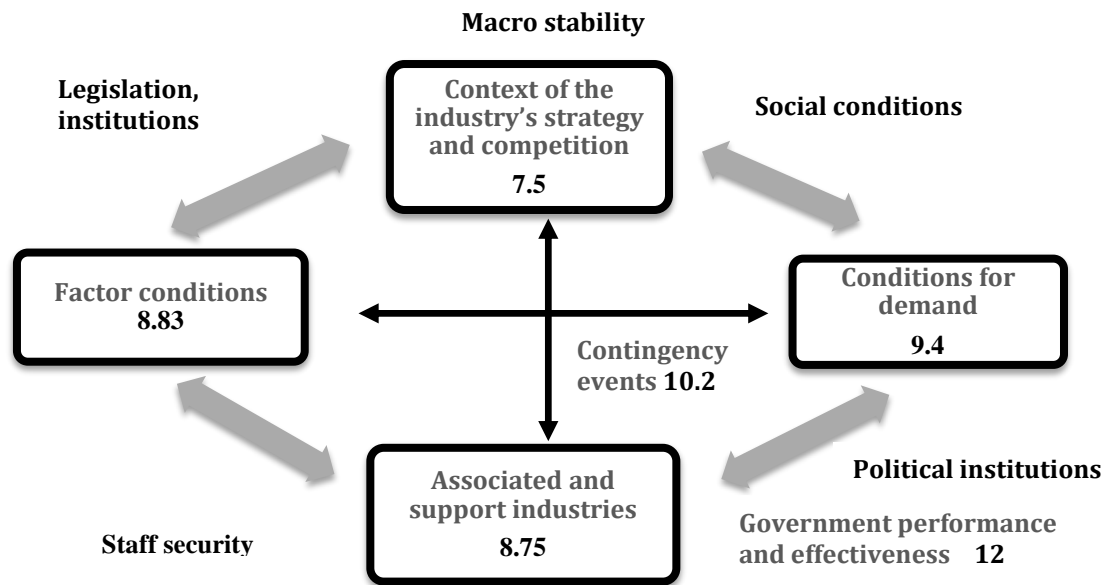 Macro stability
Legislation,
institutions
Context of the
industry’s strategy
and competition
7.5
Social conditions
Factor conditions
8.83
Conditions for
demand
9.4
Contingency
events 10.2
Associated and
support industries
8.75
Political institutions
Staff security
Government performance
and effectiveness 12